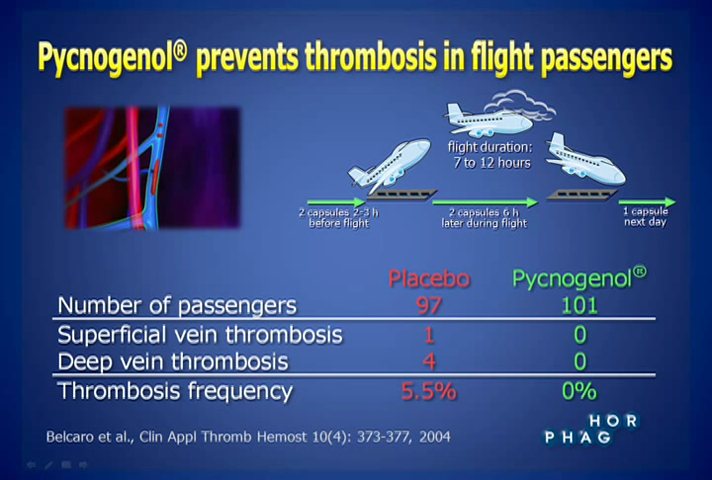 Pycnogenol® prevents thrombosis in flight passengers
flight duration:
7 to 12 hours
2 capsules 2-3 h
before flight
2 capsules 6 h
later during flight
1 capsule
next day
Placebo Pycnogenol®
Number of passengers 97 101
Superficial vein thrombosis 1 0
Deep vein thrombosis 4 0
Thrombosis frequency 5.5% 0%
Belcaro et al., Clin Appl Thromb Hemost 10(4): 373-377, 2004
HOR
PHAG